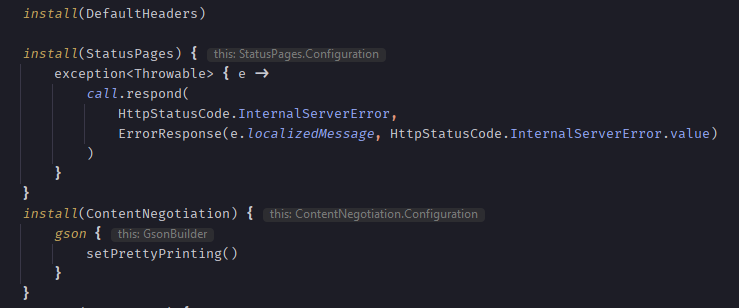 install(DefaultHeaders)
install(StatusPages) { this: StatusPages.Configuration
exception<Throwable> { e ->
call.respond(
HttpStatusCode.InternalServerError,
ErrorResponse(e.localizedMessage, HttpStatusCode.InternalServerError.value)
)
}
}
install(ContentNegotiation) { this: ContentNegotiation.Configuration
gson { this: GsonBuilder
setPrettyPrinting()
}
}